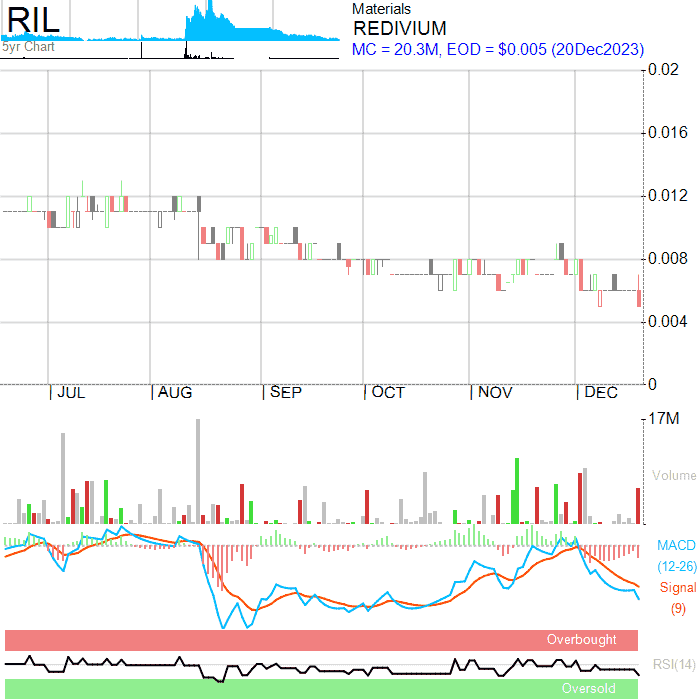 RIL
5yr Chart
Materials
REDIVIUM
MC = 20.3M, EOD = $0.005 (20Dec2023)
0.02
0.016
0.012
0.008
0.004
0
JUL AUG SEP OCT NOV DEC
17M
Volume
MACD
(12-26)
Signal
(9)
Overbought
RSI(14)
Oversold